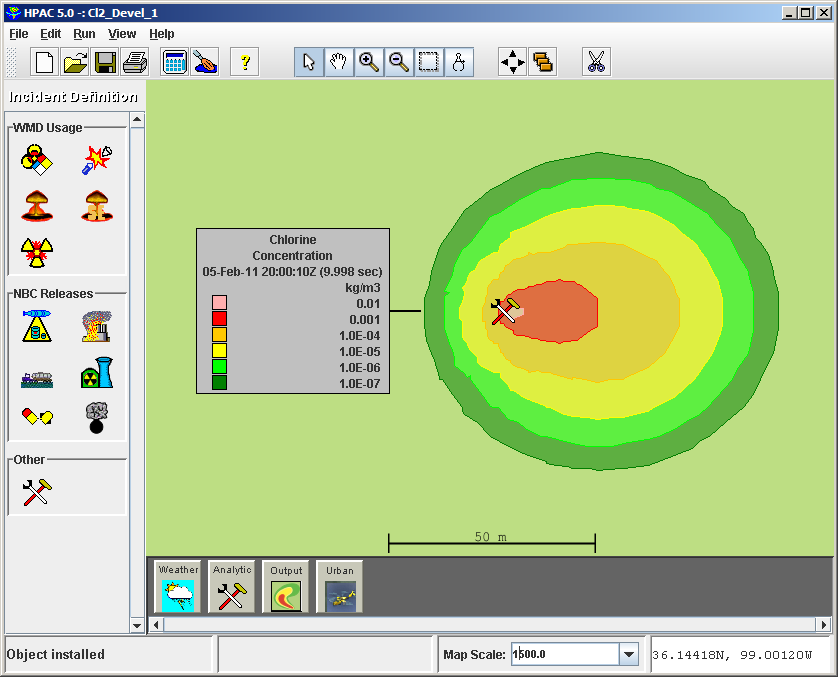 HPAC 5.0 -: Cl2_Devel_1
File Edit Run View Help
?
Incident Definition
WMD Usage
NBC Releases
Other
Chlorine
Concentration
05-Feb-11 20:00:10Z (9.998 sec)
kg/m3
0.01
0.001
1.0E-04
1.0E-05
1.0E-06
1.0E-07
50 m
Weather Analytic Output Urban
Object installed
Map Scale: 1500.0
36.14418N, 99.00120W